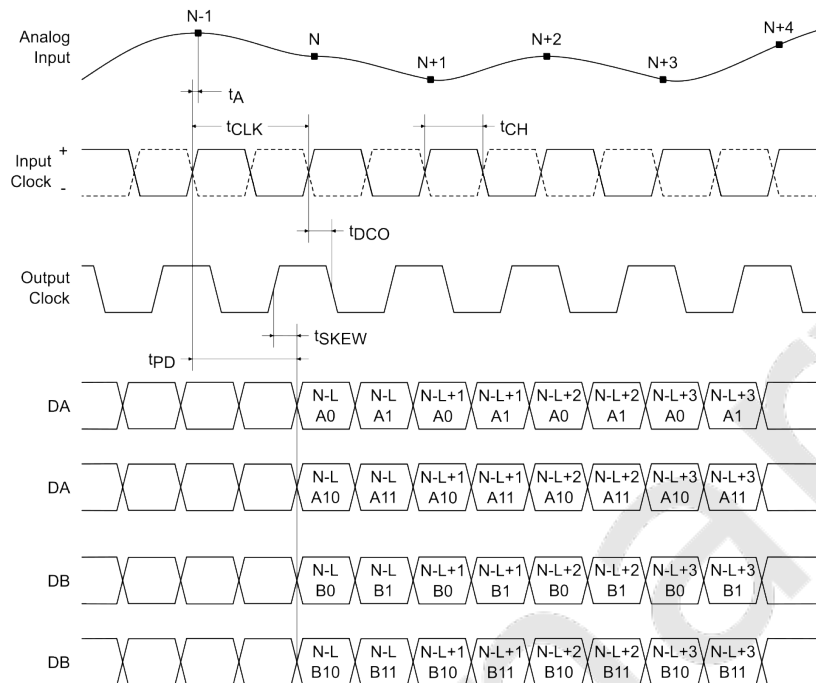 N-1
N
N+1
N+2
N+3
N+4
Analog
Input
tA
tCLK
tCH
Input
Clock
+
-
tDCO
Output
Clock
tSKEW
tPD
DA
N-L N-L N-L+1 N-L+1 N-L+2 N-L+2 N-L+3 N-L+3
A0 A1 A0 A1 A0 A1 A0 A1
DA
N-L N-L N-L+1 N-L+1 N-L+2 N-L+2 N-L+3 N-L+3
A10 A11 A10 A11 A10 A11 A10 A11
DB
N-L N-L N-L+1 N-L+1 N-L+2 N-L+2 N-L+3 N-L+3
B0 B1 B0 B1 B0 B1 B0 B1
DB
N-L N-L N-L+1 N-L+1 N-L+2 N-L+2 N-L+3 N-L+3
B10 B11 B10 B11 B10 B11 B10 B11